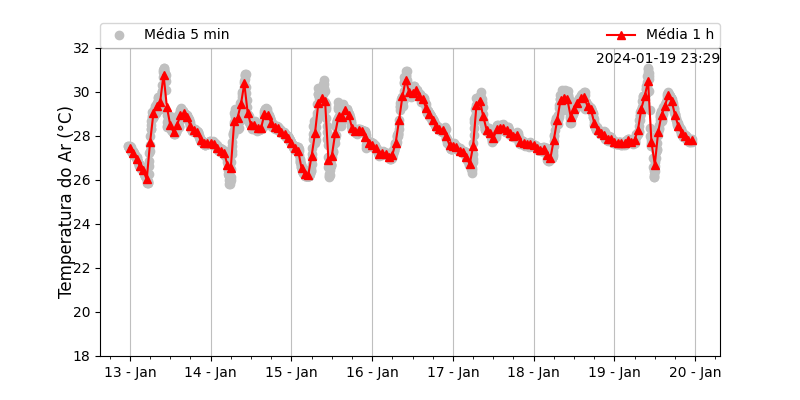 Média 5 min
Média 1 h
2024-01-19 23:29
Temperatura do Ar (°C)
32
30
28
26
24
22
20
18
13 - Jan
14 - Jan
15 - Jan
16 - Jan
17 - Jan
18 - Jan
19 - Jan
20 - Jan